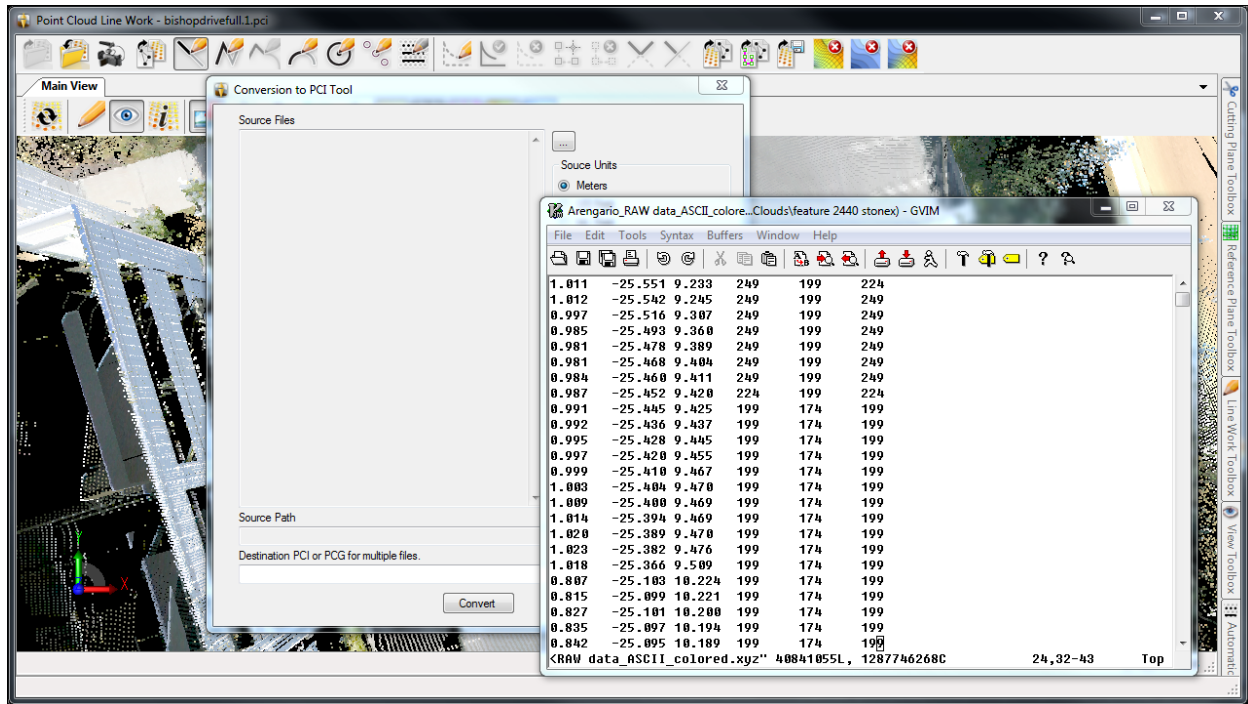 Point Cloud Line Work - bishopdrivefull.1.pci
Main View
Conversion to PCI Tool
Source Files
...
Souce Units
Meters
Source Path
Destination PCI or PCG for multiple files.
Convert
Arengario_RAW data_ASCII_colore...Clouds\feature 2440 stonex) - GVIM
File Edit Tools Syntax Buffers Window Help
1.011 -25.551 9.233 249 199 224
1.012 -25.542 9.245 249 199 249
0.997 -25.516 9.307 249 199 249
0.985 -25.493 9.360 249 199 249
0.981 -25.478 9.389 249 199 249
0.981 -25.468 9.404 249 199 249
0.984 -25.460 9.411 249 199 249
0.987 -25.452 9.420 224 199 224
0.991 -25.445 9.425 199 174 199
0.992 -25.436 9.437 199 174 199
0.995 -25.428 9.445 199 174 199
0.997 -25.420 9.455 199 174 199
0.999 -25.410 9.467 199 174 199
1.003 -25.404 9.470 199 174 199
1.009 -25.400 9.469 199 174 199
1.014 -25.394 9.469 199 174 199
1.020 -25.389 9.470 199 174 199
1.023 -25.382 9.476 199 174 199
1.018 -25.366 9.509 199 174 199
0.807 -25.103 10.224 199 174 199
0.815 -25.099 10.221 199 174 199
0.827 -25.101 10.200 199 174 199
0.835 -25.097 10.194 199 174 199
0.842 -25.095 10.189 199 174 199
<RAW data_ASCII_colored.xyz" 40841055L, 1287746268C 24,32-43 Top
Cutting Plane Toolbox
Reference Plane Toolbox
Line Work Toolbox
View Toolbox
Automatic
Y
X